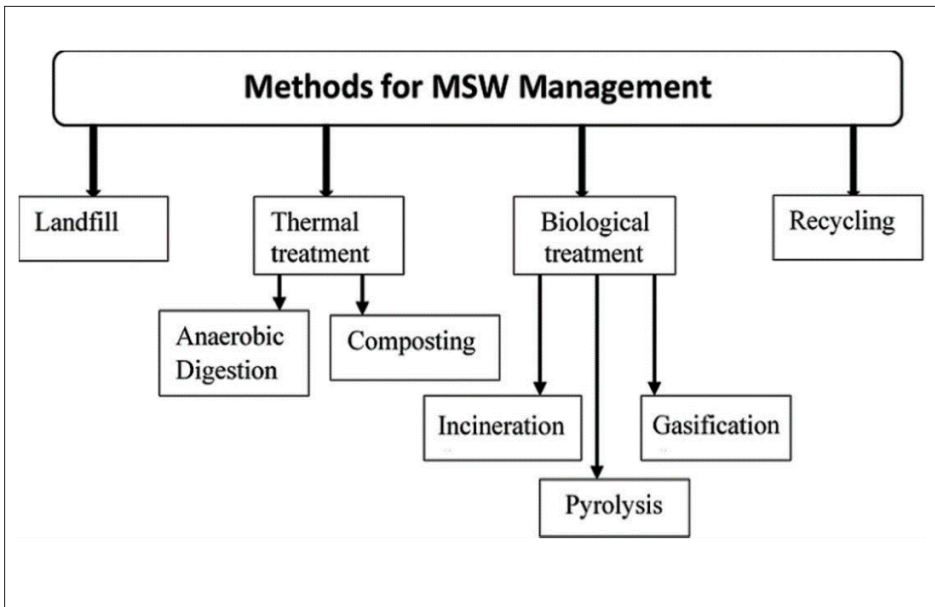 Methods for MSW Management
Landfill
Thermal
treatment
Biological
treatment
Recycling
Anaerobic
Digestion
Composting
Incineration
Gasification
Pyrolysis